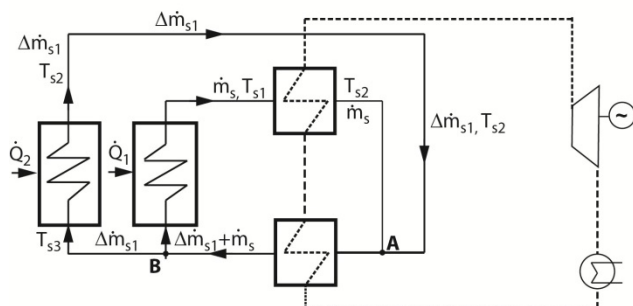 Δṁs1
Δṁs1
Ts2
ṁs, Ts1
Ts2
ṁs
Δṁs1, Ts2
~
Q̇2
Q̇1
A
Ts3
Δṁs1
B
Δṁs1+ṁs